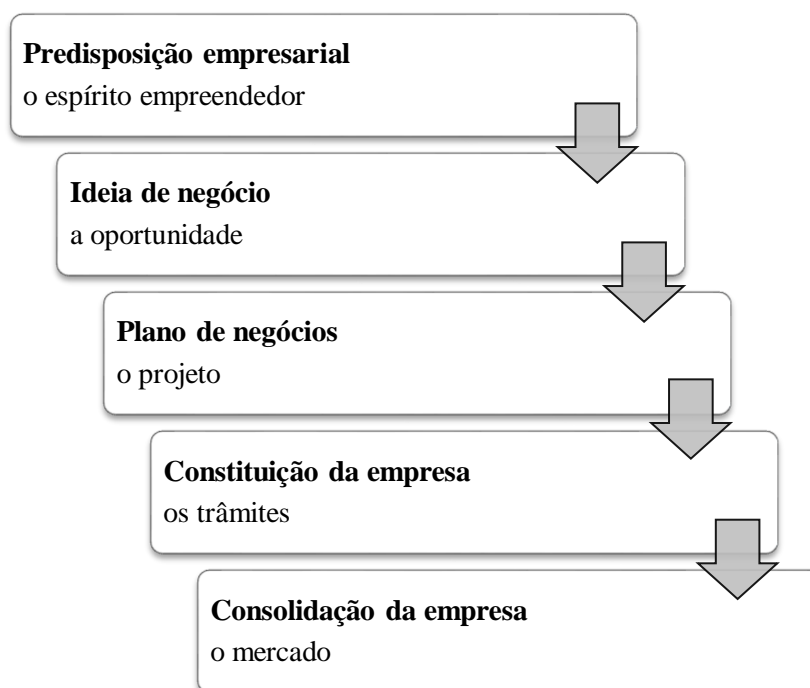 Predisposição empresarial
o espírito empreendedor
Ideia de negócio
a oportunidade
Plano de negócios
o projeto
Constituição da empresa
os trâmites
Consolidação da empresa
o mercado